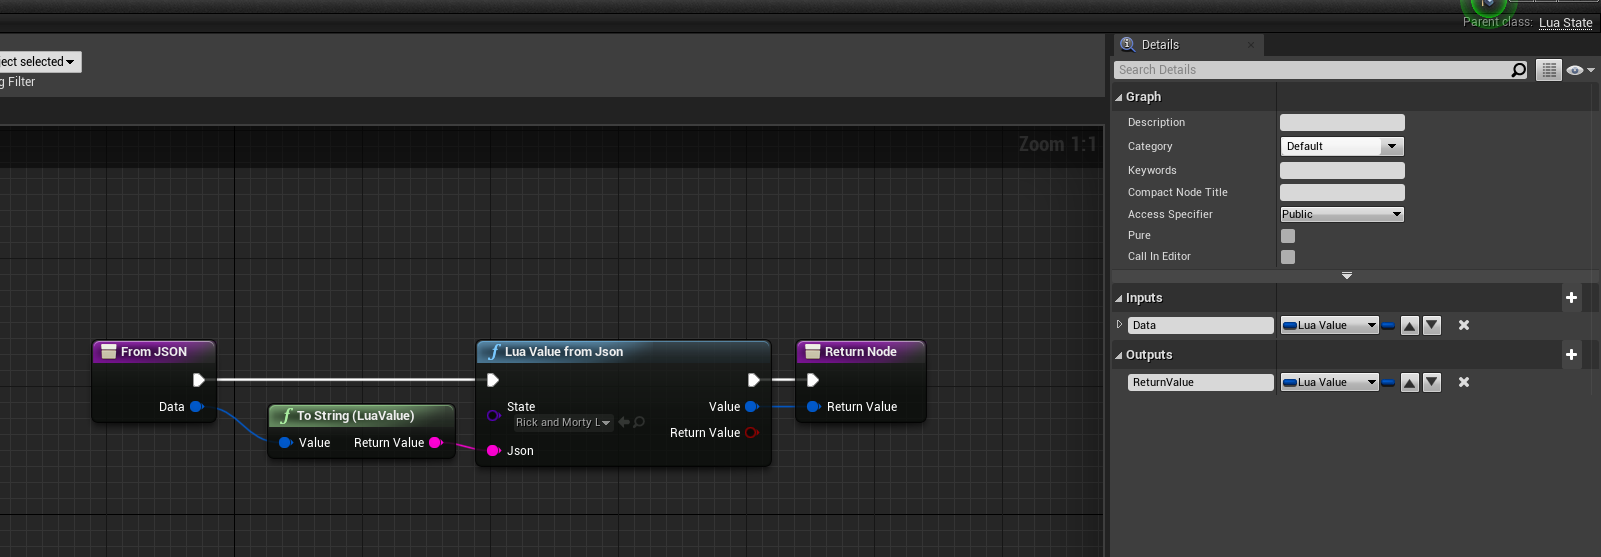 Parent class: Lua State
ject selected
g Filter
Details
Search Details
Graph
Description
Category Default
Keywords
Compact Node Title
Access Specifier Public
Pure
Call In Editor
Inputs
Data Lua Value
Outputs
ReturnValue Lua Value
Zoom 1:1
From JSON
Data
To String (LuaValue)
Value Return Value
Lua Value from Json
State Value
Rick and Morty L
Return Value
Json
Return Node
Return Value